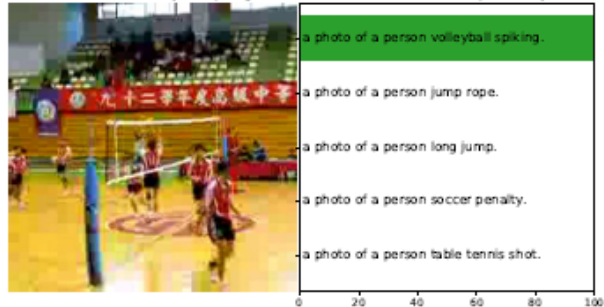 九十二學年度高級中等
a photo of a person volleyball spiking.
a photo of a person jump rope.
a photo of a person long jump.
a photo of a person soccer penalty.
a photo of a person table tennis shot.
0 20 40 60 80 100